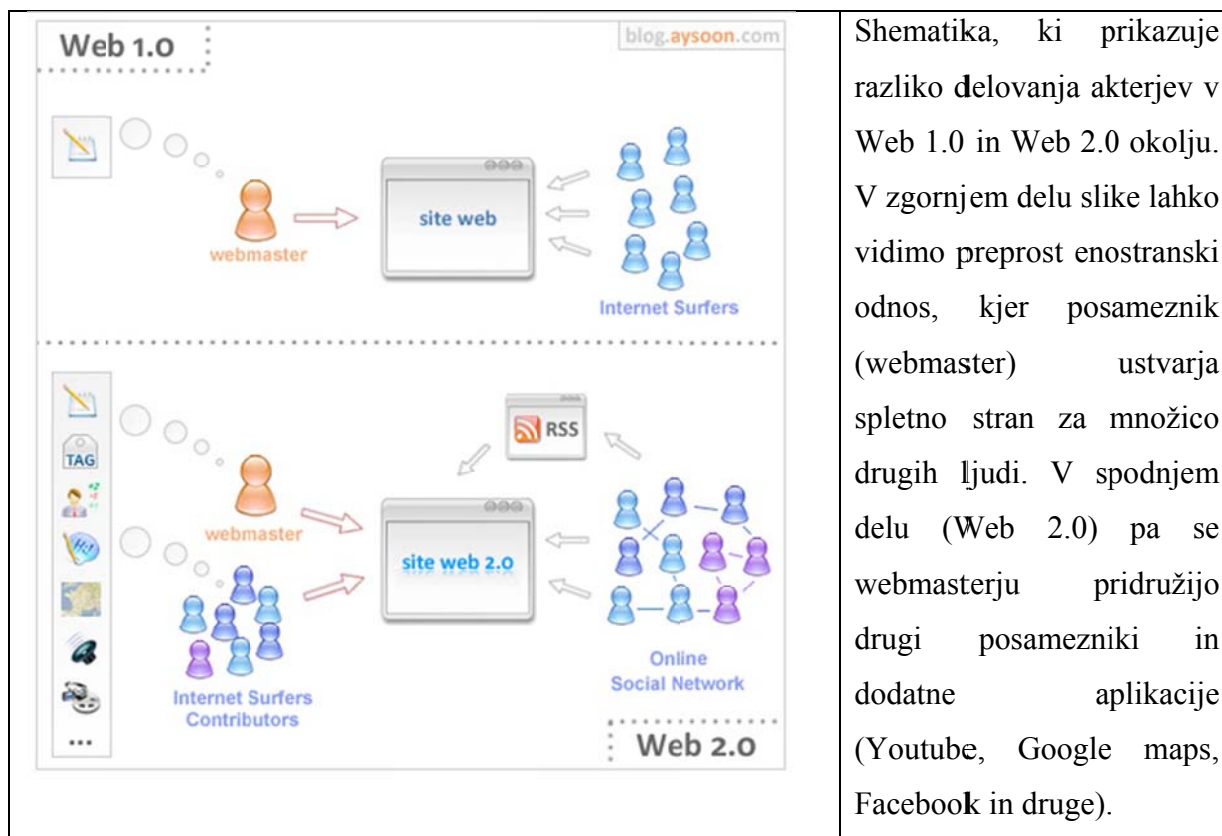 Web 1.0
blog.aysoon.com
webmaster
site web
Internet Surfers
TAG
+2
Hi!
RSS
webmaster
site web 2.0
Internet Surfers
Contributors
Online
Social Network
...
Web 2.0
Shematika, ki prikazuje
razliko delovanja akterjev v
Web 1.0 in Web 2.0 okolju.
V zgornjem delu slike lahko
vidimo preprost enostranski
odnos, kjer posameznik
(webmaster) ustvarja
spletno stran za množico
drugih ljudi. V spodnjem
delu (Web 2.0) pa se
webmasterju pridružijo
drugi posamezniki in
dodatne aplikacije
(Youtube, Google maps,
Facebook in druge).